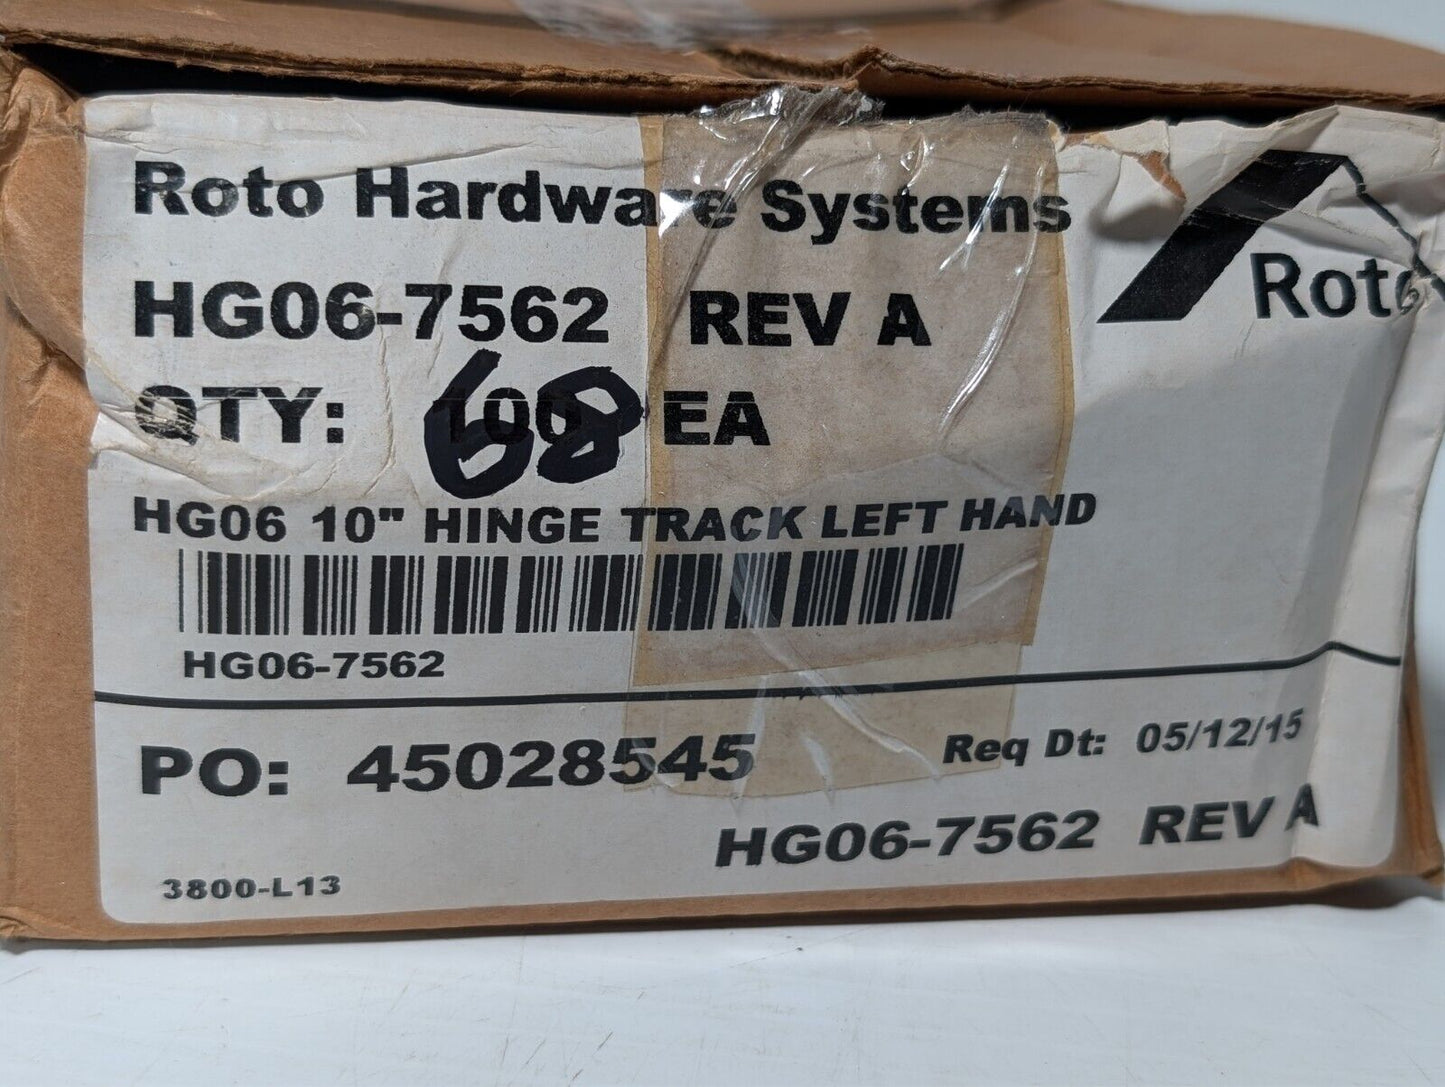 Roto Hardware Systems
Roto
HG06-7562 REV A
QTY: 100 68 EA
HG06 10" HINGE TRACK LEFT HAND
HG06-7562
PO: 45028545 Req Dt: 05/12/15
HG06-7562 REV A
3800-L13